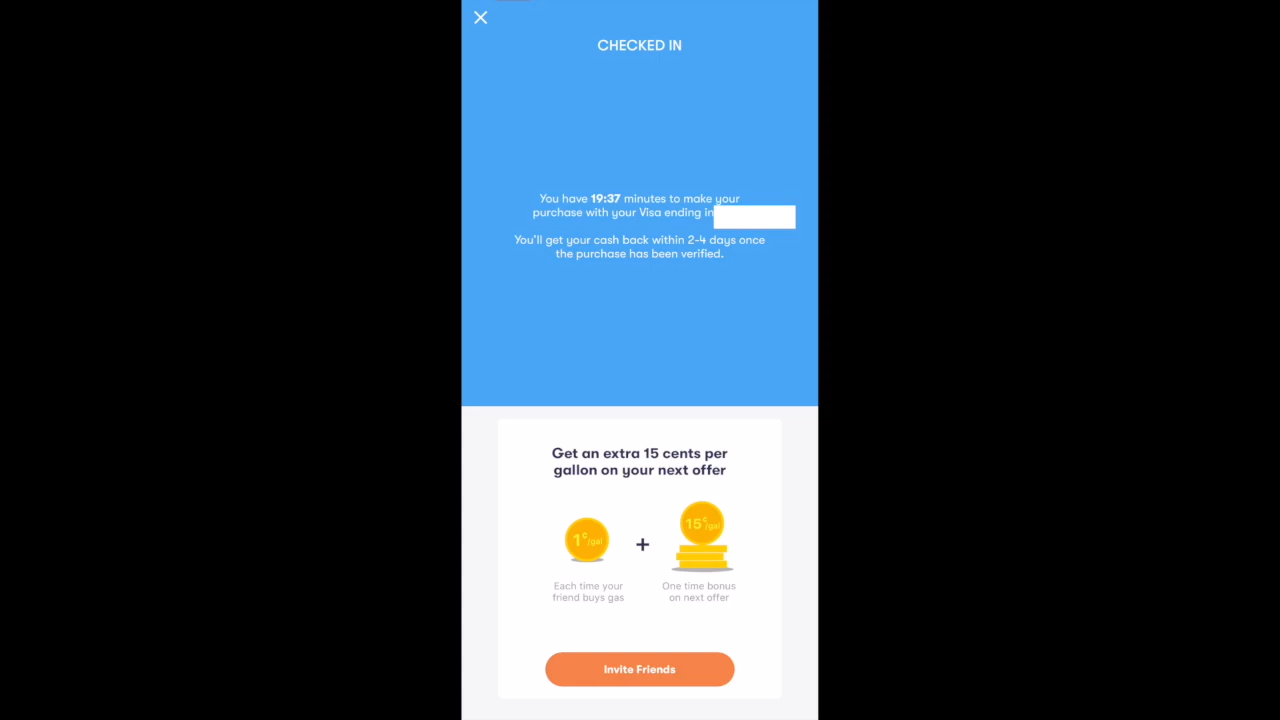 CHECKED IN
You have 19:37 minutes to make your
purchase with your Visa ending in
You'll get your cash back within 2-4 days once
the purchase has been verified.
Get an extra 15 cents per
gallon on your next offer
1¢/gal + 15¢/gal
Each time your
friend buys gas
One time bonus
on next offer
Invite Friends